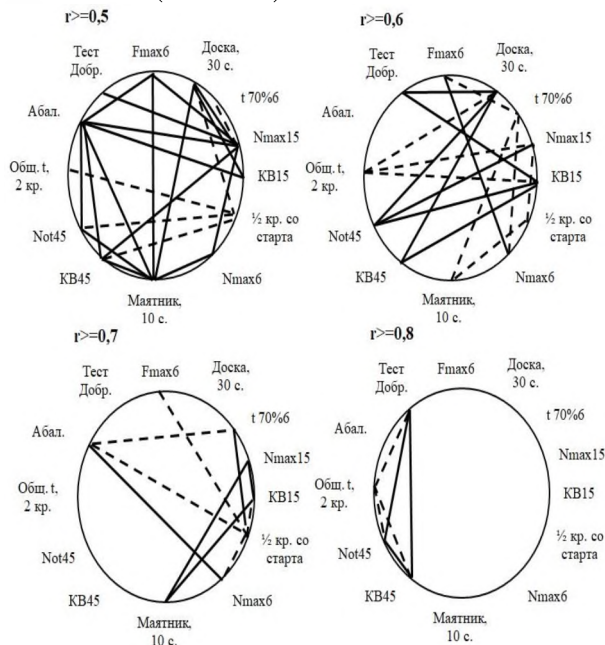 r>=0,5
Тест
Добр.
Fmax6
Доска,
30 с.
t 70%6
Nmax15
КВ15
½ кр. со
старта
Nmax6
Маятник,
10 с.
КВ45
Not45
Общ. t,
2 кр.
Абал.
r>=0,6
Тест
Добр.
Fmax6
Доска,
30 с.
t 70%6
Nmax15
КВ15
½ кр. со
старта
Nmax6
Маятник,
10 с.
КВ45
Not45
Общ. t,
2 кр.
Абал.
r>=0,7
Тест
Добр.
Fmax6
Доска,
30 с.
t 70%6
Nmax15
КВ15
½ кр. со
старта
Nmax6
Маятник,
10 с.
КВ45
Not45
Общ. t,
2 кр.
Абал.
r>=0,8
Тест
Добр.
Fmax6
Доска,
30 с.
t 70%6
Nmax15
КВ15
½ кр. со
старта
Nmax6
Маятник,
10 с.
КВ45
Not45
Общ. t,
2 кр.
Абал.